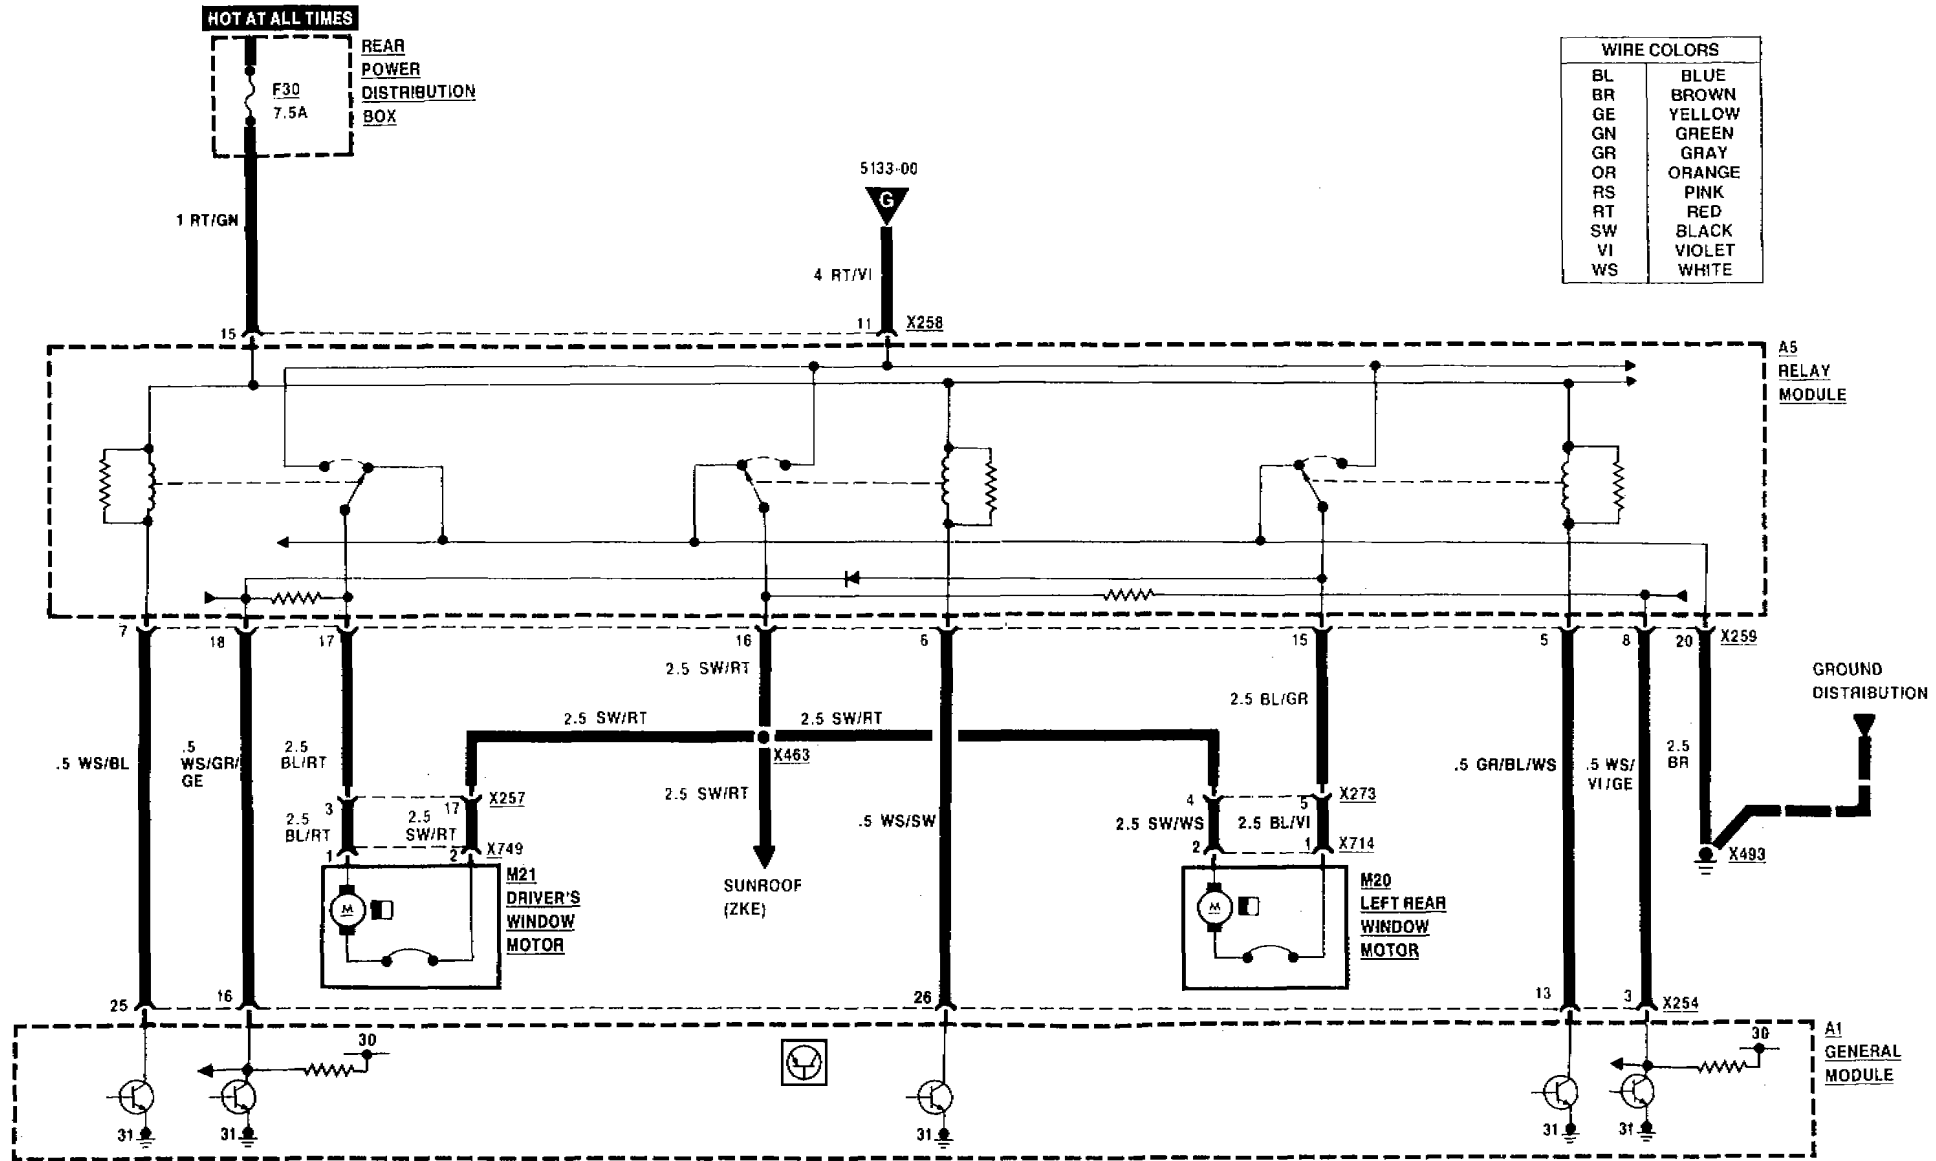 HOT AT ALL TIMES
REAR
POWER
DISTRIBUTION
BOX
F30
7.5A
WIRE COLORS
BL BLUE
BR BROWN
GE YELLOW
GN GREEN
GR GRAY
OR ORANGE
RS PINK
RT RED
SW BLACK
VI VIOLET
WS WHITE
5133-00
G
1 RT/GN
4 RT/VI
15
11
X258
A5
RELAY
MODULE
7
18
17
16
6
15
5
8
20
X259
2.5 SW/RT
GROUND
DISTRIBUTION
2.5 BL/GR
2.5 SW/RT
2.5 SW/RT
X463
.5 WS/BL
.5
WS/GR/
GE
2.5
BL/RT
2.5 SW/RT
.5 GR/BL/WS
.5 WS/
VI/GE
2.5
BR
3
17
X257
4
5
X273
2.5
BL/RT
2.5
SW/RT
.5 WS/SW
2.5 SW/WS
2.5 BL/VI
1
2
X749
2
1
X714
X493
M21
DRIVER'S
WINDOW
MOTOR
M
SUNROOF
(ZKE)
M20
LEFT REAR
WINDOW
MOTOR
M
25
16
26
13
3
X254
A1
GENERAL
MODULE
30
30
31
31
31
31
31